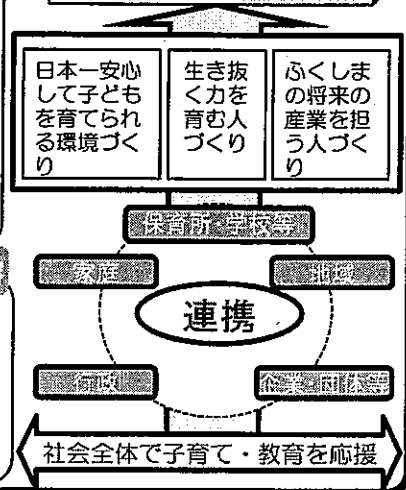 日本一安心
して子ども
を育てられ
る環境づく
り
生き抜
く力を
育む人
づくり
ふくしま
の将来の
産業を担
う人づく
り
保育所・学校等
家庭
地域
連携
行政
企業・団体等
社会全体で子育て・教育を応援